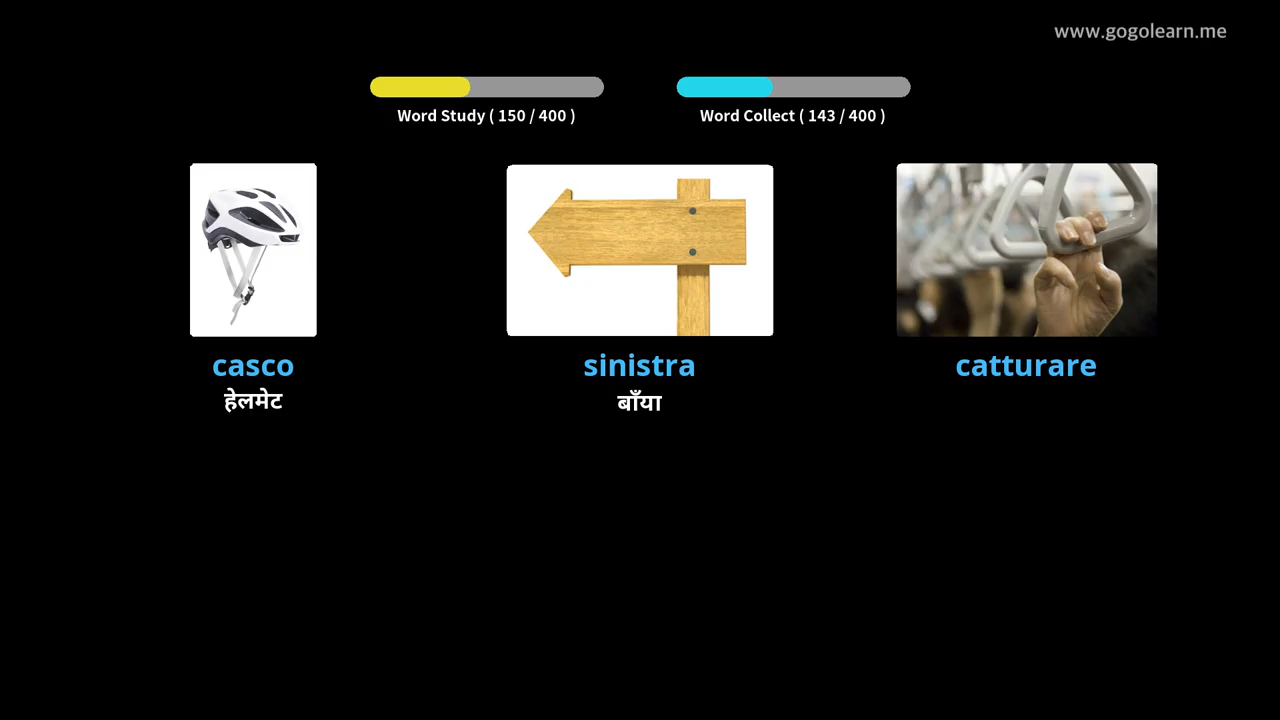 www.gogolearn.me
Word Study ( 150 / 400 )
Word Collect ( 143 / 400 )
casco
sinistra
catturare
हेलमेट
बाँया